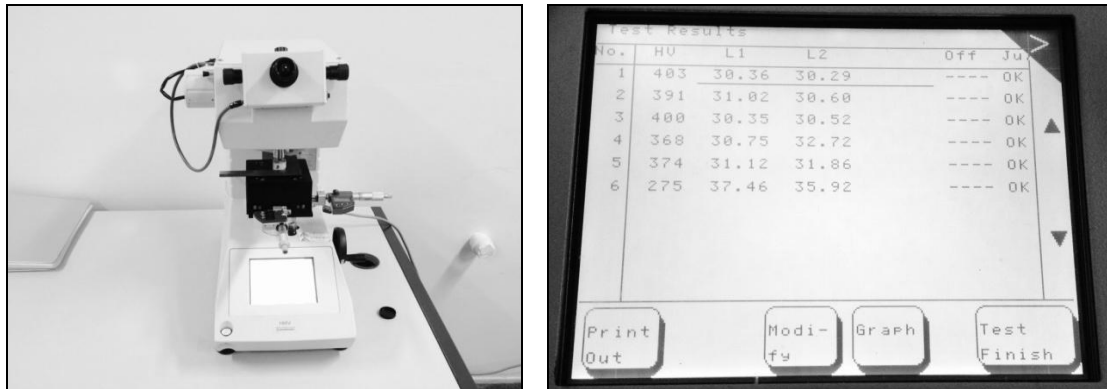 Test Results
No. HV L1 L2 Off Ju
1 403 30.36 30.29 ---- OK
2 391 31.02 30.60 ---- OK
3 400 30.35 30.52 ---- OK
4 368 30.75 32.72 ---- OK
5 374 31.12 31.86 ---- OK
6 275 37.46 35.92 ---- OK
Print Out
Modi-fy
Graph
Test Finish